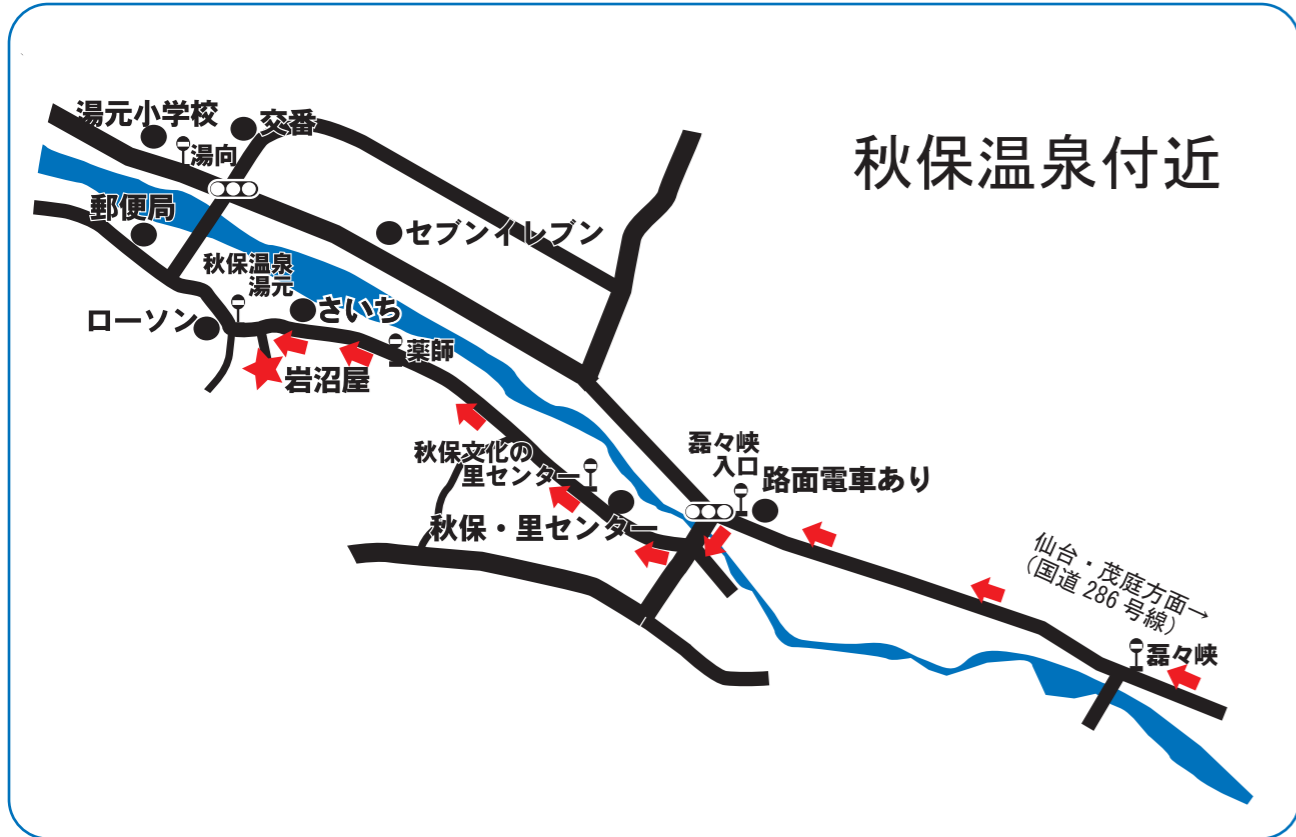 秋保温泉付近
湯元小学校
交番
湯向
郵便局
セブンイレブン
秋保温泉
湯元
さいち
ローソン
薬師
岩沼屋
秋保文化の
里センター
磊々峡
入口
路面電車あり
秋保・里センター
仙台・茂庭方面→
（国道 286 号線）
磊々峡